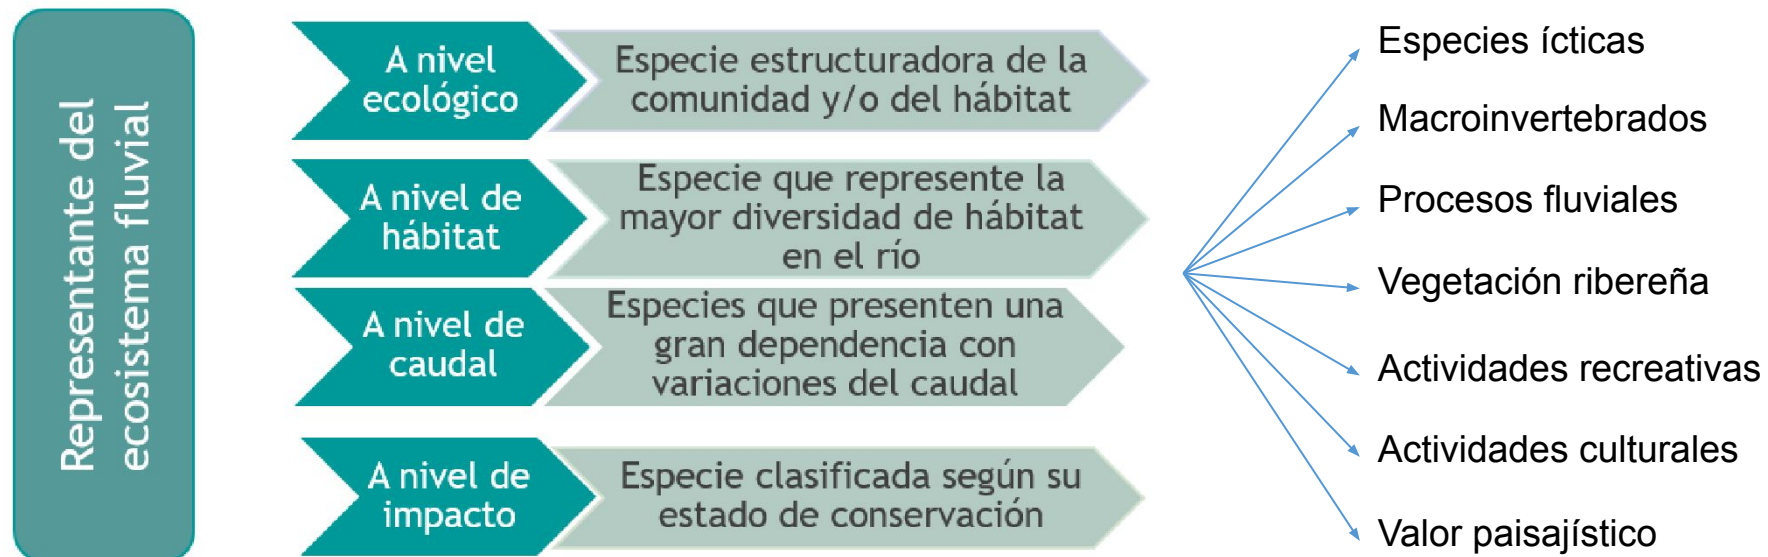 Representante del
ecosistema fluvial
A nivel
ecológico
Especie estructuradora de la
comunidad y/o del hábitat
A nivel de
hábitat
Especie que represente la
mayor diversidad de hábitat
en el río
A nivel de
caudal
Especies que presenten una
gran dependencia con
variaciones del caudal
A nivel de
impacto
Especie clasificada según su
estado de conservación
Especies ícticas
Macroinvertebrados
Procesos fluviales
Vegetación ribereña
Actividades recreativas
Actividades culturales
Valor paisajístico